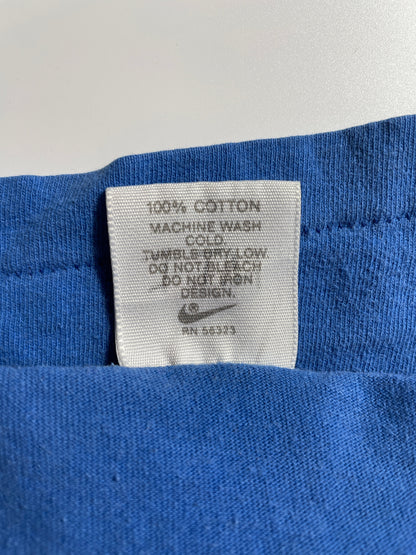 100% COTTON
MACHINE WASH
COLD.
TUMBLE DRY LOW.
DO NOT BLEACH
DO NOT IRON
DESIGN.
RN 56323